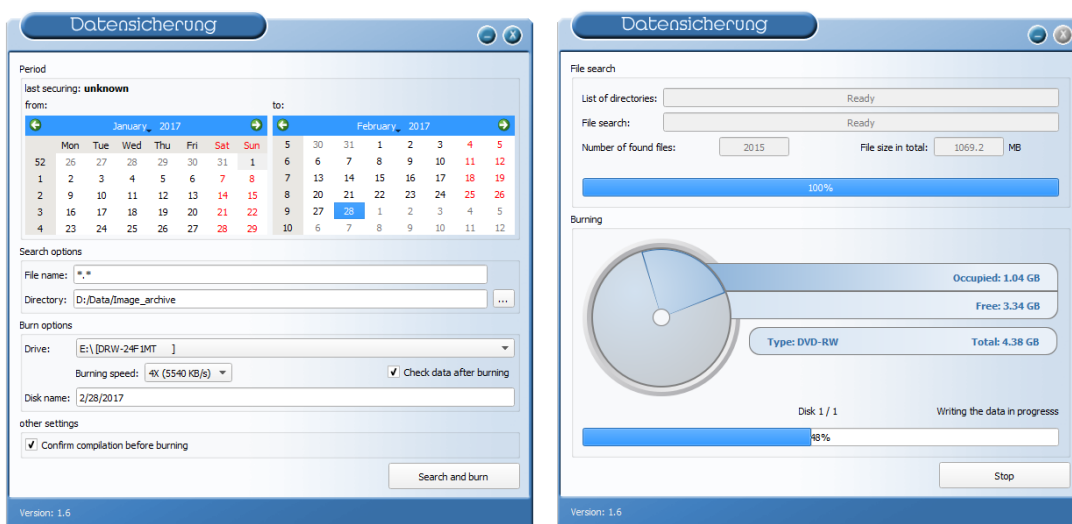 Datensicherung
Period
last securing: unknown
from: to:
January 2017 February 2017
Mon Tue Wed Thu Fri Sat Sun 5 30 31 1 2 3 4 5
52 26 27 28 29 30 31 1 6 6 7 8 9 10 11 12
1 2 3 4 5 6 7 8 7 13 14 15 16 17 18 19
2 9 10 11 12 13 14 15 8 20 21 22 23 24 25 26
3 16 17 18 19 20 21 22 9 27 28 1 2 3 4 5
4 23 24 25 26 27 28 29 10 6 7 8 9 10 11 12
Search options
File name: *.*
Directory: D:/Data/Image_archive ...
Burn options
Drive: E:\ [DRW-24F1MT ]
Burning speed: 4X (5540 KB/s) Check data after burning
Disk name: 2/28/2017
other settings
Confirm compilation before burning
Search and burn
Version: 1.6
Datensicherung
File search
List of directories: Ready
File search: Ready
Number of found files: 2015 File size in total: 1069.2 MB
100%
Burning
Occupied: 1.04 GB
Free: 3.34 GB
Type: DVD-RW Total: 4.38 GB
Disk 1 / 1 Writing the data in progresss
48%
Stop
Version: 1.6